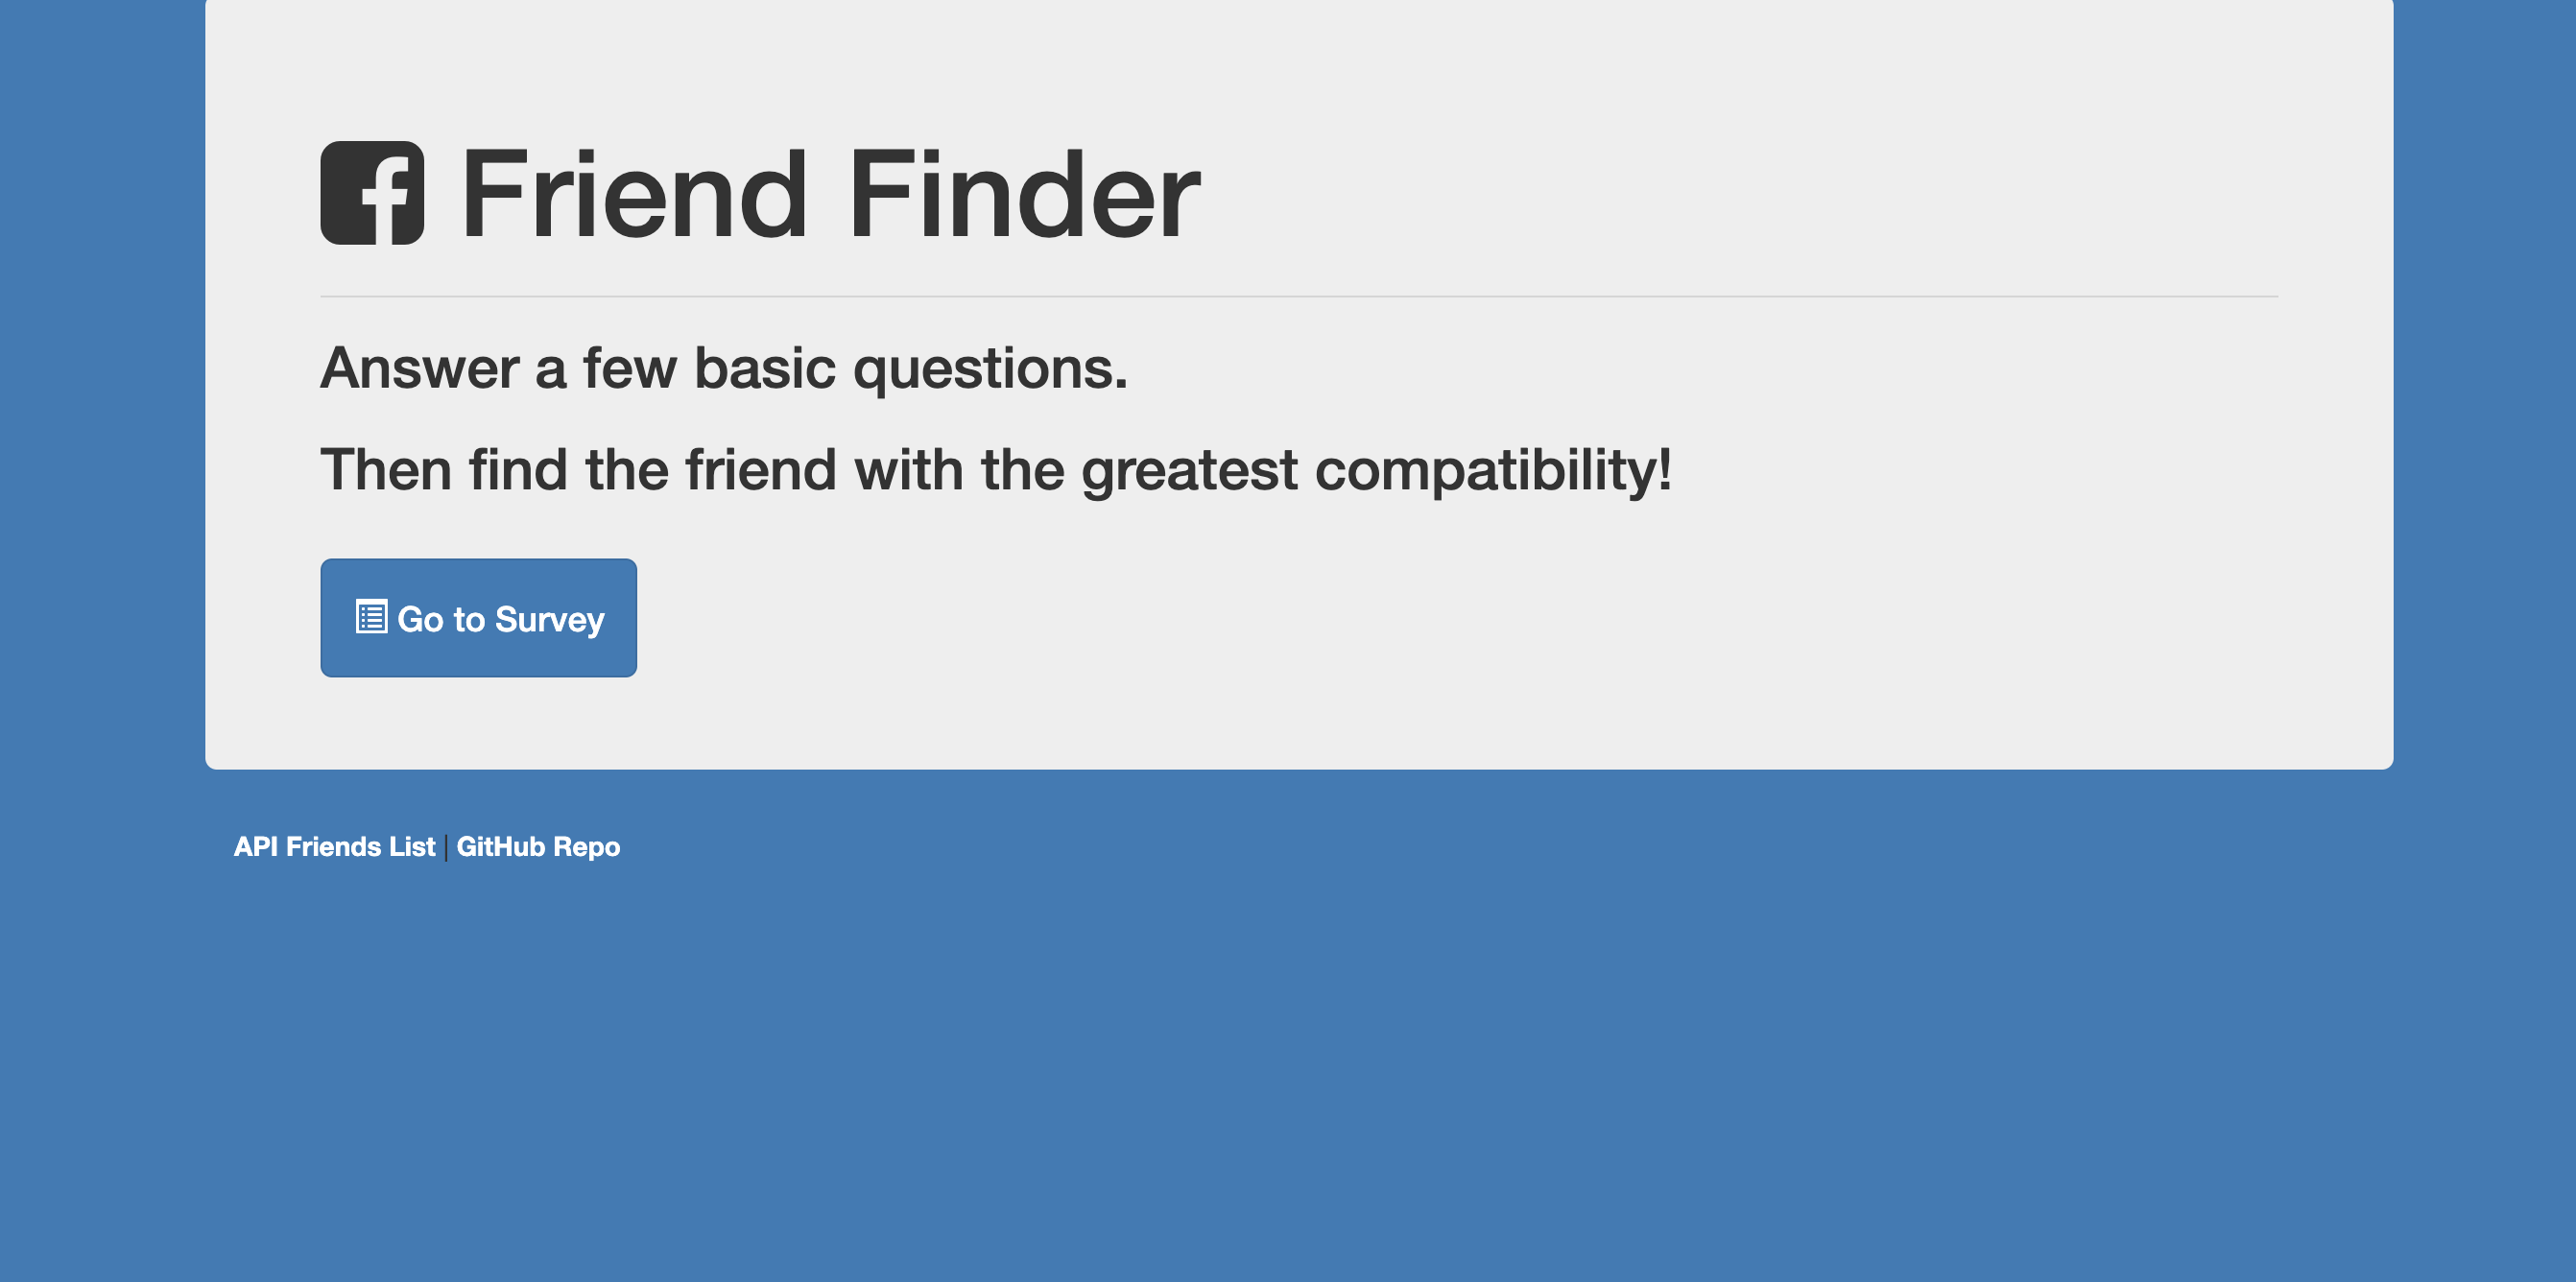 Friend Finder
Answer a few basic questions.
Then find the friend with the greatest compatibility!
Go to Survey
API Friends List | GitHub Repo